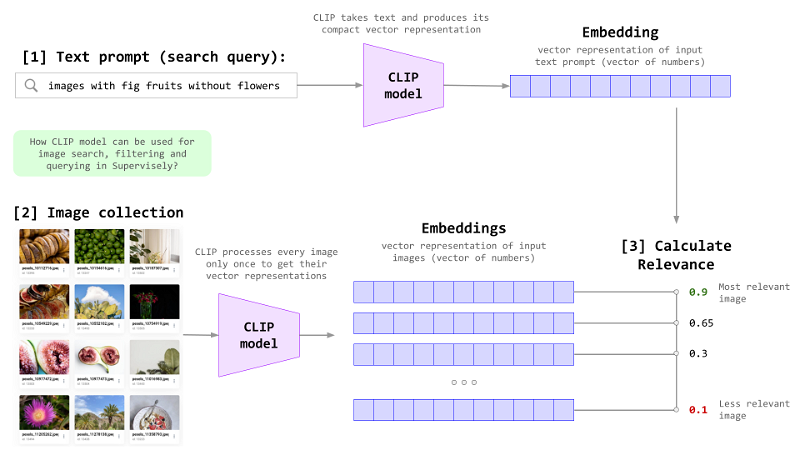 CLIP takes text and produces its
compact vector representation
[1] Text prompt (search query):
images with fig fruits without flowers
CLIP
model
Embedding
vector representation of input
text prompt (vector of numbers)
How CLIP model can be used for
image search, filtering and
querying in Supervisely?
[2] Image collection
CLIP processes every image
only once to get their
vector representations
CLIP
model
Embeddings
vector representation of input
images (vector of numbers)
[3] Calculate
Relevance
0.9
Most relevant
image
0.65
0.3
0.1
Less relevant
image